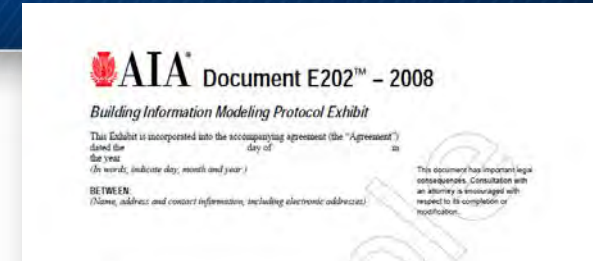 AIA® Document E202™ – 2008
Building Information Modeling Protocol Exhibit
This Exhibit is incorporated into the accompanying agreement (the “Agreement”)
dated the day of in
the year
(In words, indicate day, month and year.)
BETWEEN:
(Name, address and contact information, including electronic addresses)
This document has important legal
consequences. Consultation with
an attorney is encouraged with
respect to its completion or
modification.